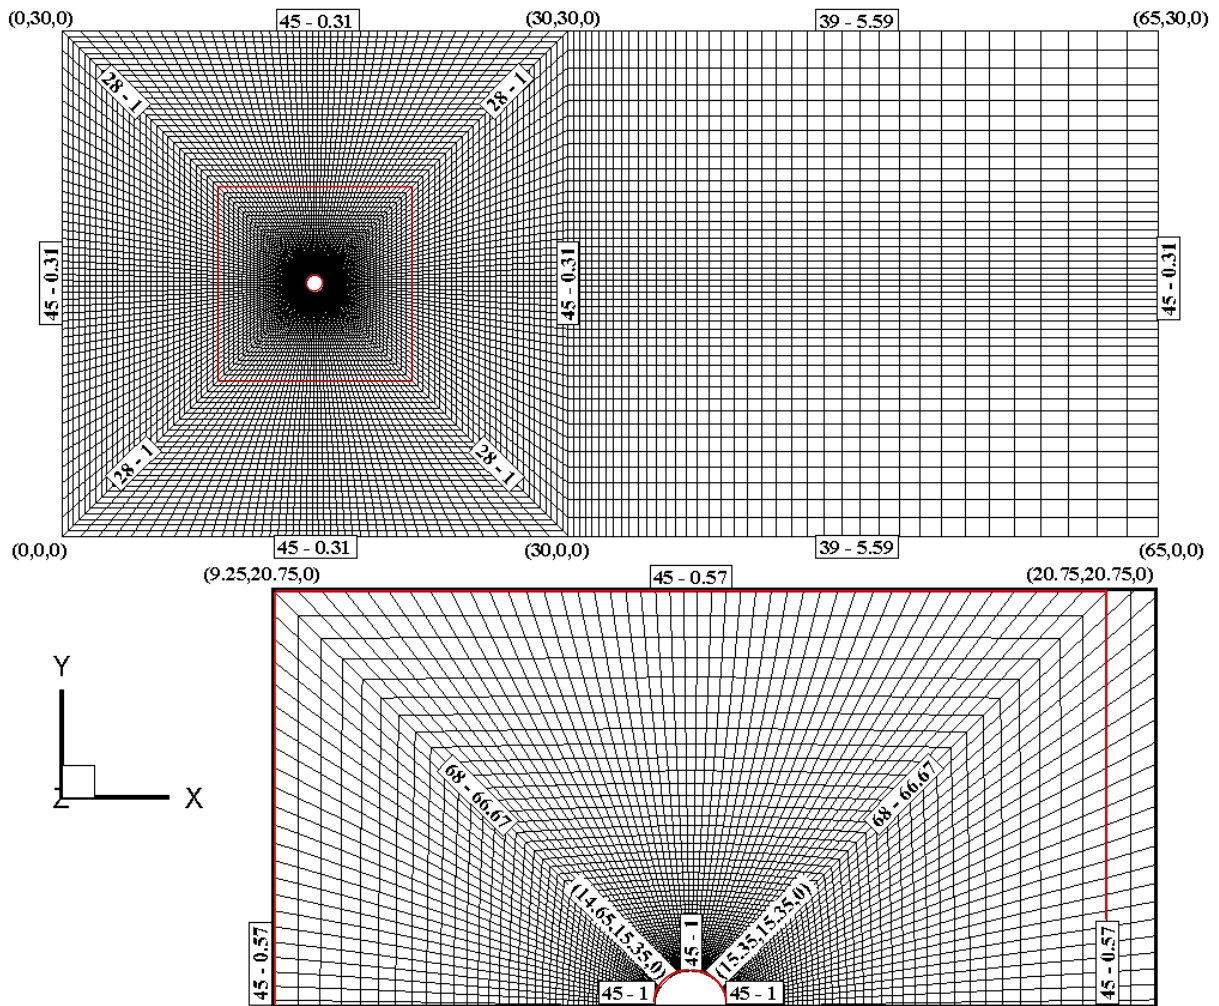 (0,30,0)
45 - 0.31
(30,30,0)
39 - 5.59
(65,30,0)
28 - 1
28 - 1
45 - 0.31
45 - 0.31
45 - 0.31
28 - 1
28 - 1
(0,0,0)
45 - 0.31
(30,0,0)
39 - 5.59
(65,0,0)
(9.25,20.75,0)
45 - 0.57
(20.75,20.75,0)
Y
Z
X
68 - 66.67
68 - 66.67
(14.65,15.35,0)
(15.35,15.35,0)
45 - 1
45 - 0.57
45 - 0.57
45 - 1
45 - 1